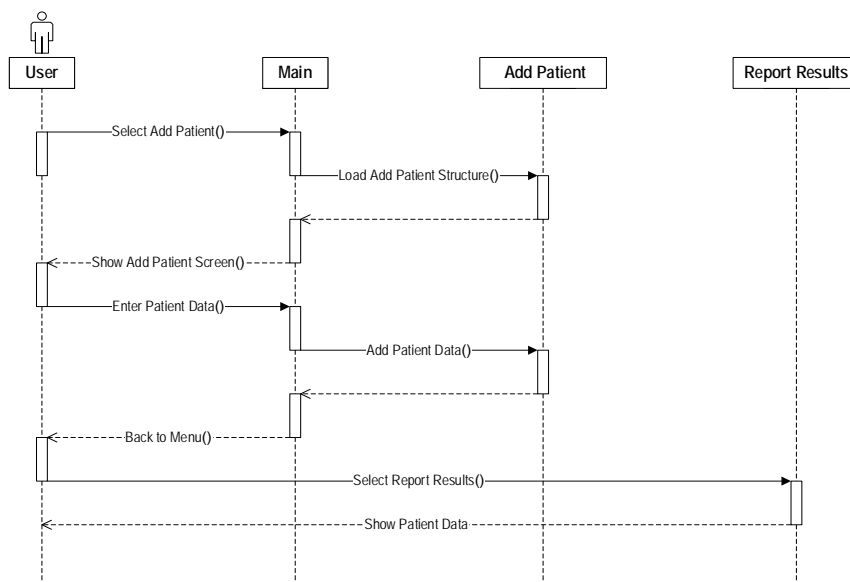 User
Main
Add Patient
Report Results
Select Add Patient()
Load Add Patient Structure()
Show Add Patient Screen()
Enter Patient Data()
Add Patient Data()
Back to Menu()
Select Report Results()
Show Patient Data